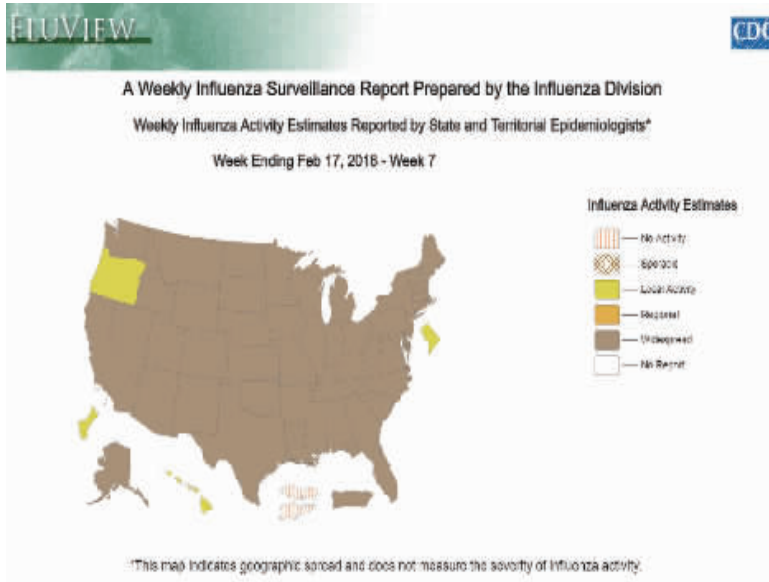 FLUVIEW
CDC
A Weekly Influenza Surveillance Report Prepared by the Influenza Division
Weekly Influenza Activity Estimates Reported by State and Territorial Epidemiologists*
Week Ending Feb 17, 2018 - Week 7
Influenza Activity Estimates
No Activity
Sporadic
Local Activity
Regional
Widespread
No Report
*This map indicates geographic spread and does not measure the severity of influenza activity.